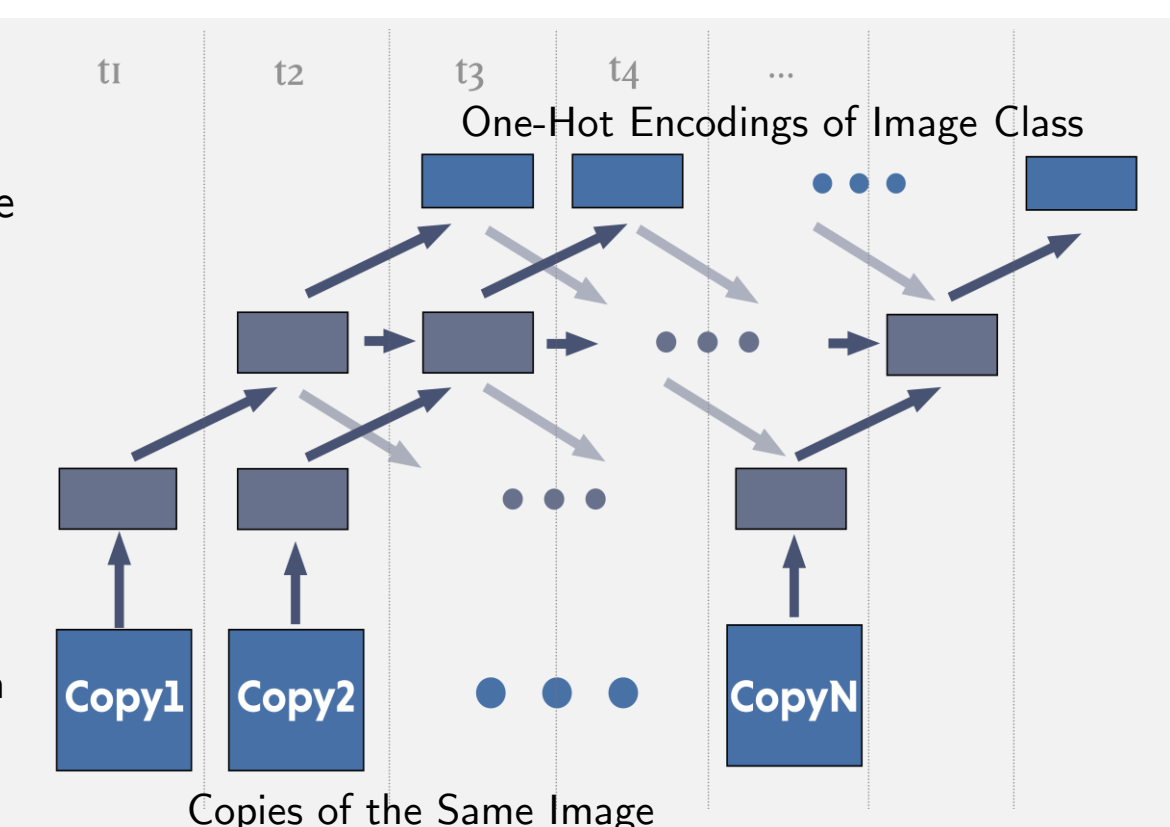 t1 t2 t3 t4 ...
One-Hot Encodings of Image Class
e
Copy1 Copy2 CopyN
Copies of the Same Image